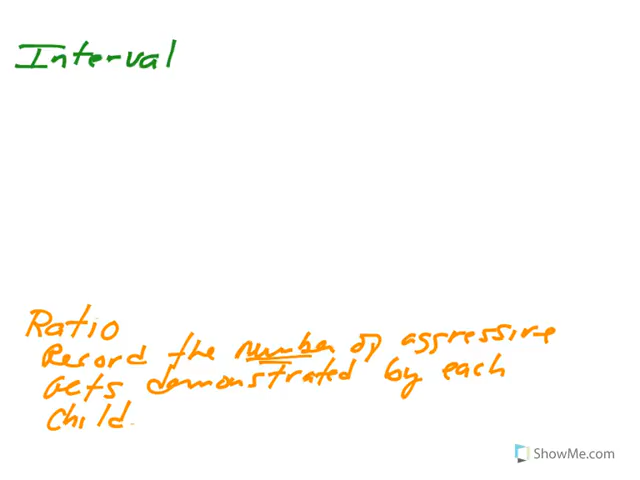 Interval
Ratio
Record the number of aggressive
acts demonstrated by each
child.
ShowMe.com